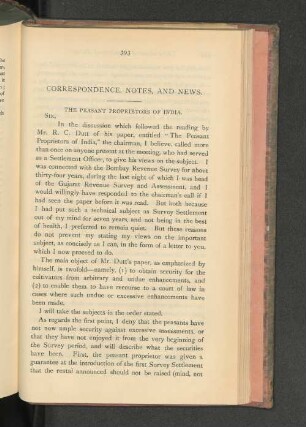 393
CORRESPONDENCE, NOTES, AND NEWS.
THE PEASANT PROPRIETORS OF INDIA.
SIR,
In the discussion which followed the reading by
Mr. R. C. Dutt of his paper, entitled "The Peasant
Proprietors of India," the chairman, I believe, called more
than once on anyone present at the meeting, who had served
as a Settlement Officer, to give his views on the subject. I
was connected with the Bombay Revenue Survey for about
thirty-four years, during the last eight of which I was head
of the Gujarat Revenue Survey and Assessment, and I
would willingly have responded to the chairman's call if I
had seen the paper before it was read. But both because
I had put such a technical subject as Survey Settlement
out of my mind for seven years, and not being in the best
of health, I preferred to remain quiet. But these reasons
do not prevent my stating my views on the important
subject, as concisely as I can, in the form of a letter to you,
which I now proceed to do.
The main object of Mr. Dutt's paper, as emphasized by
himself, is twofold—namely, (1) to obtain security for the
cultivators from arbitrary and undue enhancements, and
(2) to enable them to have recourse to a court of law in
cases where such undue or excessive enhancements have
been made.
I will take the subjects in the order stated.
As regards the first point, I deny that the peasants have
not now ample security against excessive assessments, or
that they have not enjoyed it from the very beginning of
the Survey period, and will describe what the securities
have been. First, the peasant proprietor was given a
guarantee at the introduction of the first Survey Settlement
that the rental announced should not be raised (mind, not